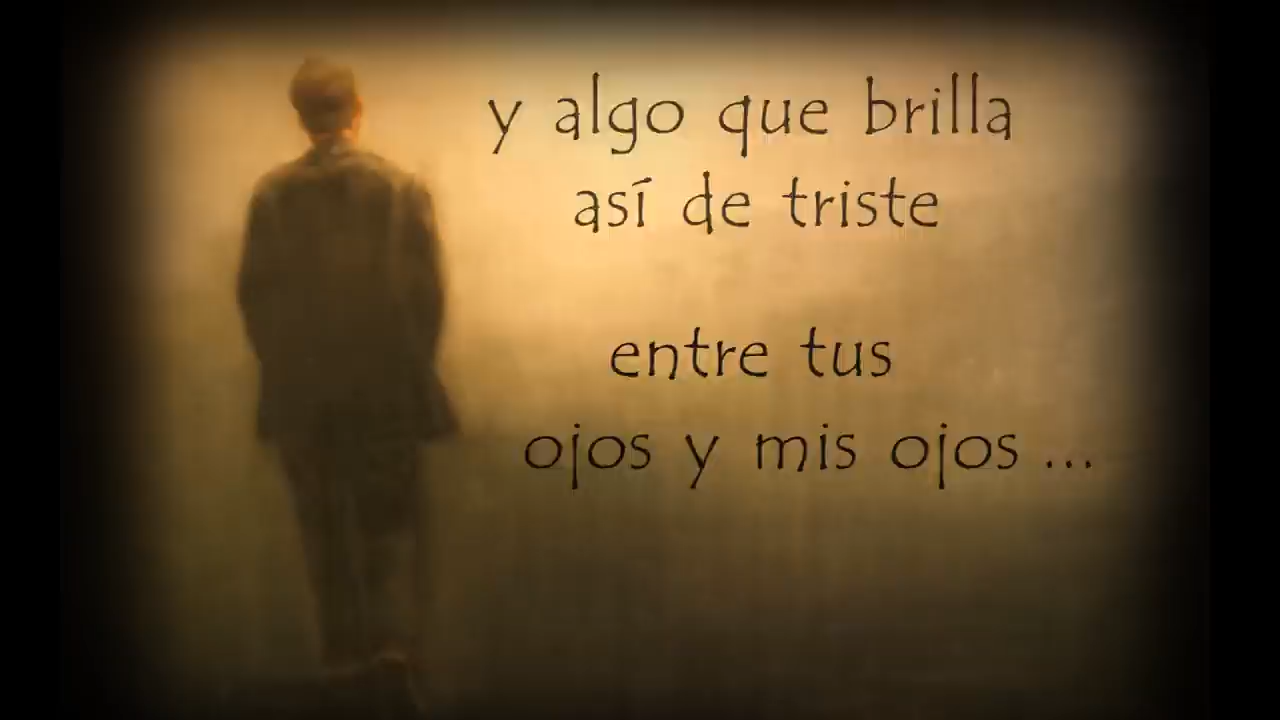 y algo que brilla
así de triste
entre tus
ojos y mis ojos ...